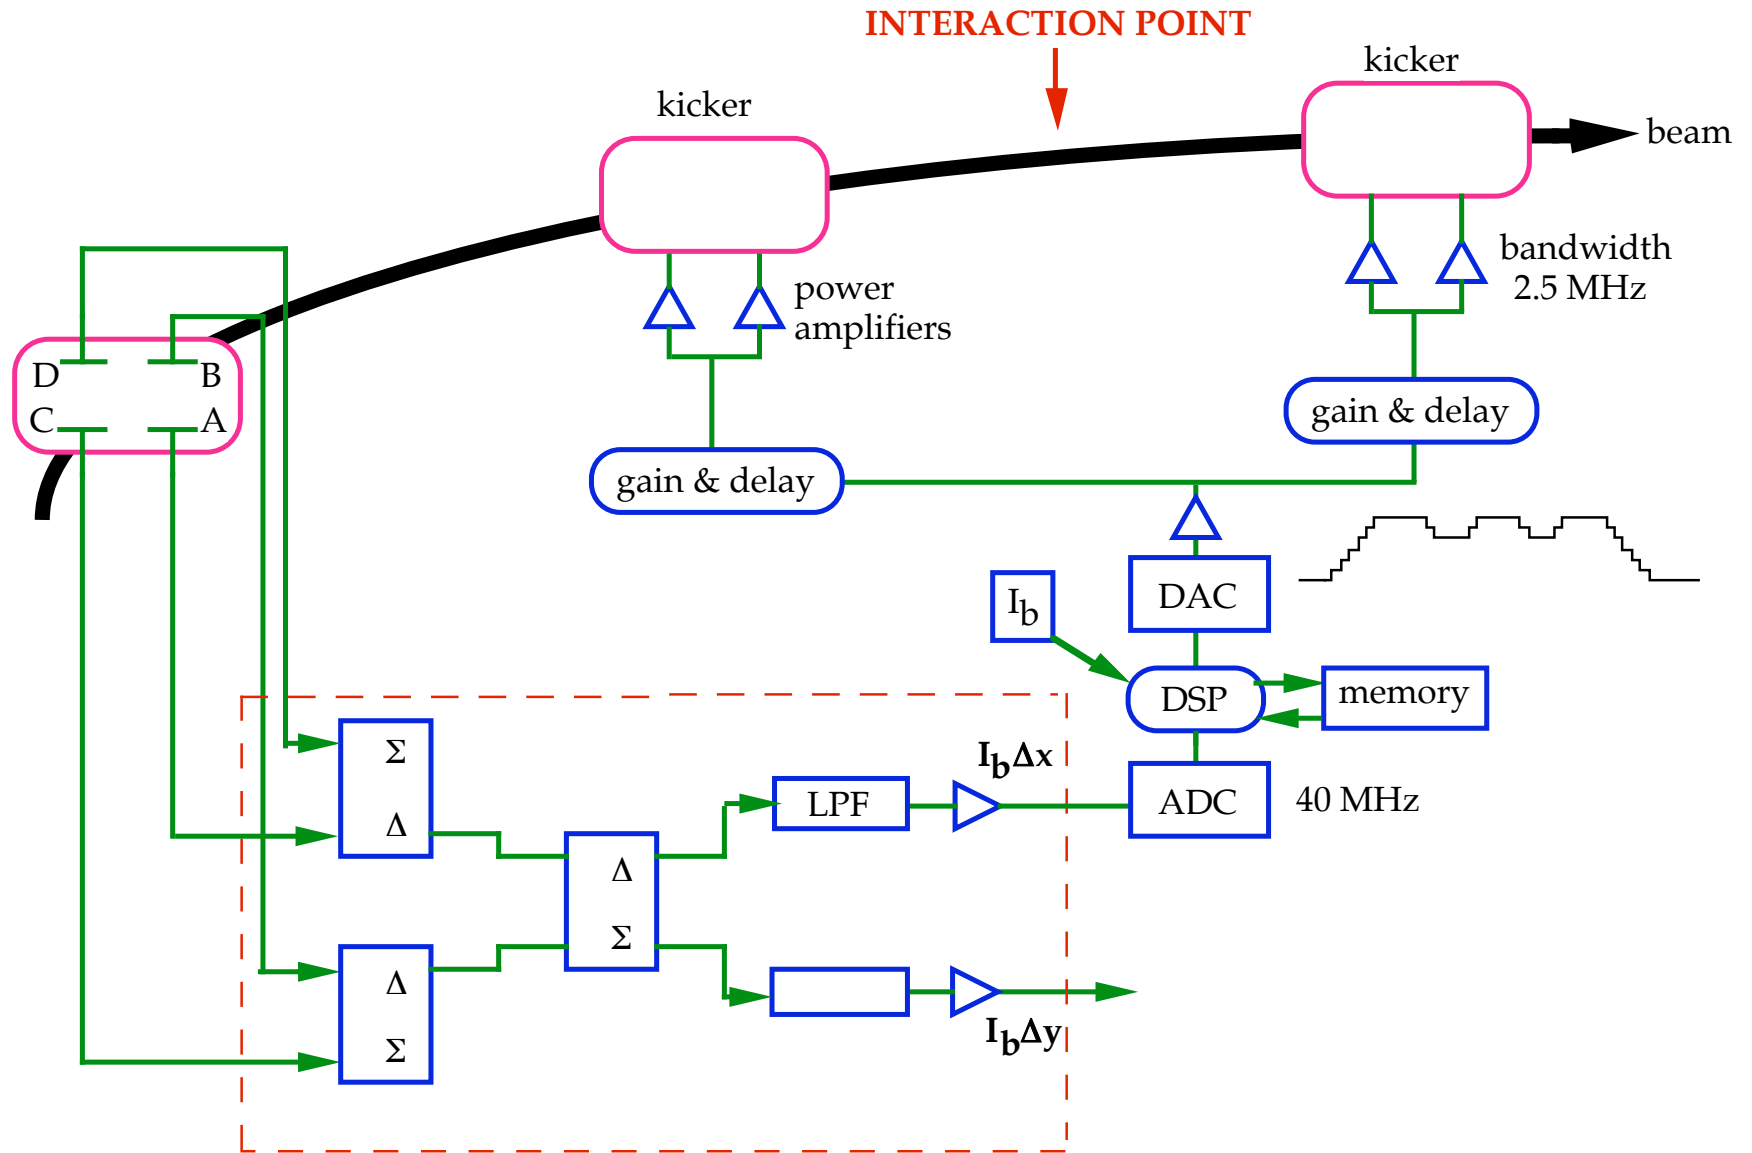 INTERACTION POINT
kicker
kicker
beam
bandwidth
2.5 MHz
power
amplifiers
D
B
C
A
gain & delay
gain & delay
DAC
Ib
DSP
memory
Σ
IbΔx
LPF
ADC
40 MHz
Δ
Δ
Σ
Δ
IbΔy
Σ